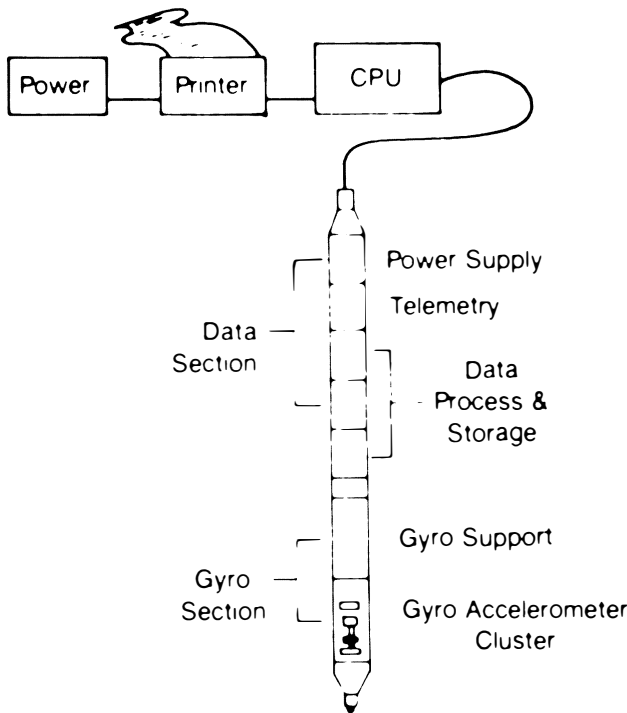 Power
Printer
CPU
Power Supply
Telemetry
Data
Section
Data
Process &
Storage
Gyro Support
Gyro
Section
Gyro Accelerometer
Cluster